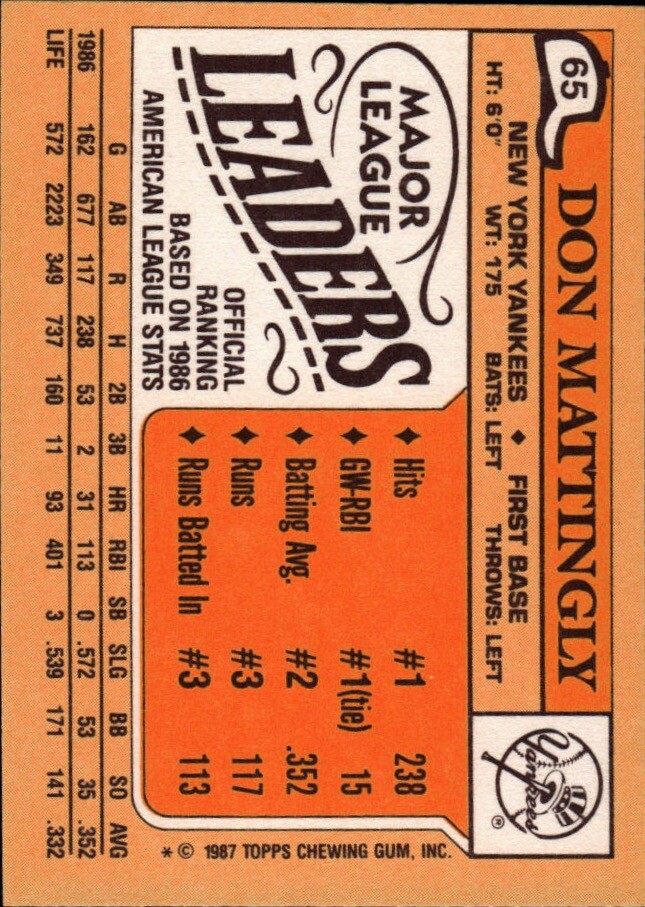 65
DON MATTINGLY
NEW YORK YANKEES ♦ FIRST BASE
HT: 6'0" WT: 175 BATS: LEFT THROWS: LEFT
Yankees ®
MAJOR
LEAGUE
LEADERS
OFFICIAL
RANKING
BASED ON 1986
AMERICAN LEAGUE STATS
♦ Hits #1 238
♦ GW-RBI #1(tie) 15
♦ Batting Avg. #2 .352
♦ Runs #3 117
♦ Runs Batted In #3 113
* © 1987 TOPPS CHEWING GUM, INC.
G AB R H 2B 3B HR RBI SB SLG BB SO AVG
1986 162 677 117 238 53 2 31 113 0 .572 53 35 .352
LIFE 572 2223 349 737 160 11 93 401 3 .539 171 141 .332